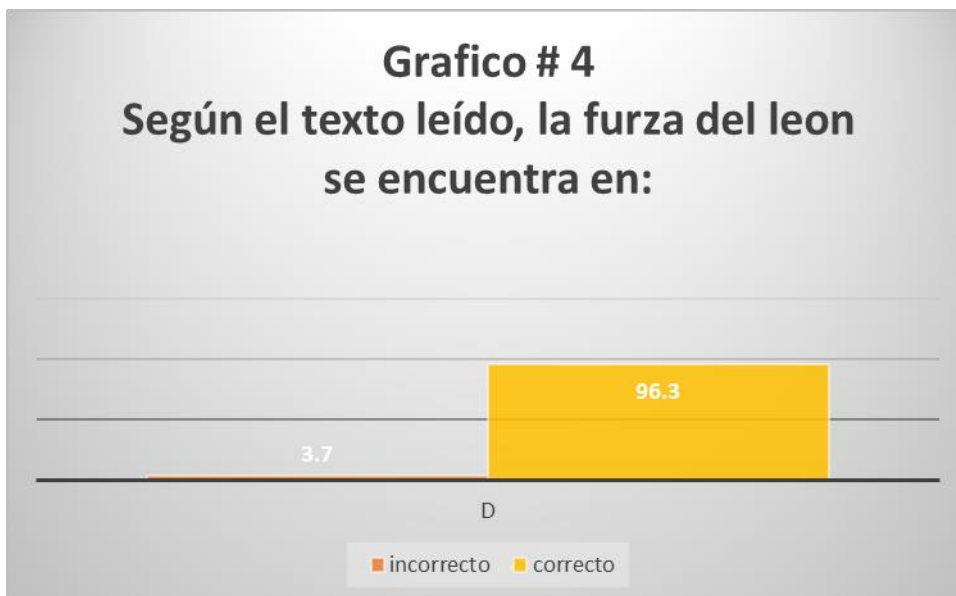 Grafico # 4
Según el texto leído, la furza del leon
se encuentra en:
96.3
3.7
D
incorrecto correcto